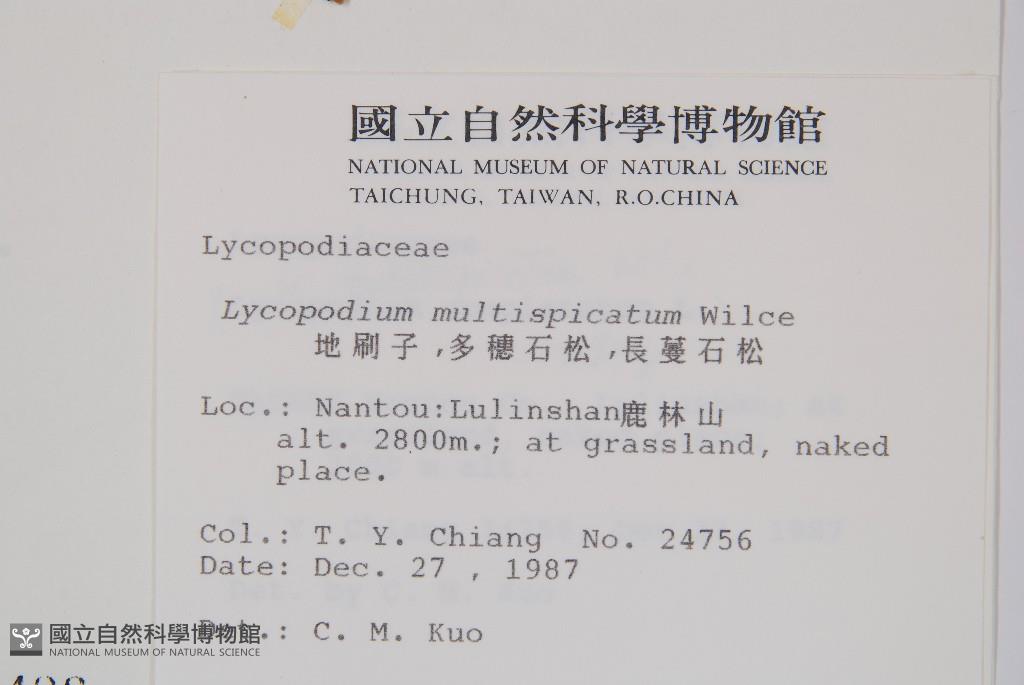 國立自然科學博物館
NATIONAL MUSEUM OF NATURAL SCIENCE
TAICHUNG, TAIWAN, R.O.CHINA
Lycopodiaceae
Lycopodium multispicatum Wilce
地刷子,多穗石松,長蔓石松
Loc.: Nantou:Lulinshan鹿林山
alt. 2800m.; at grassland, naked
place.
Col.: T. Y. Chiang No. 24756
Date: Dec. 27 , 1987
Det.: C. M. Kuo
國立自然科學博物館
NATIONAL MUSEUM OF NATURAL SCIENCE